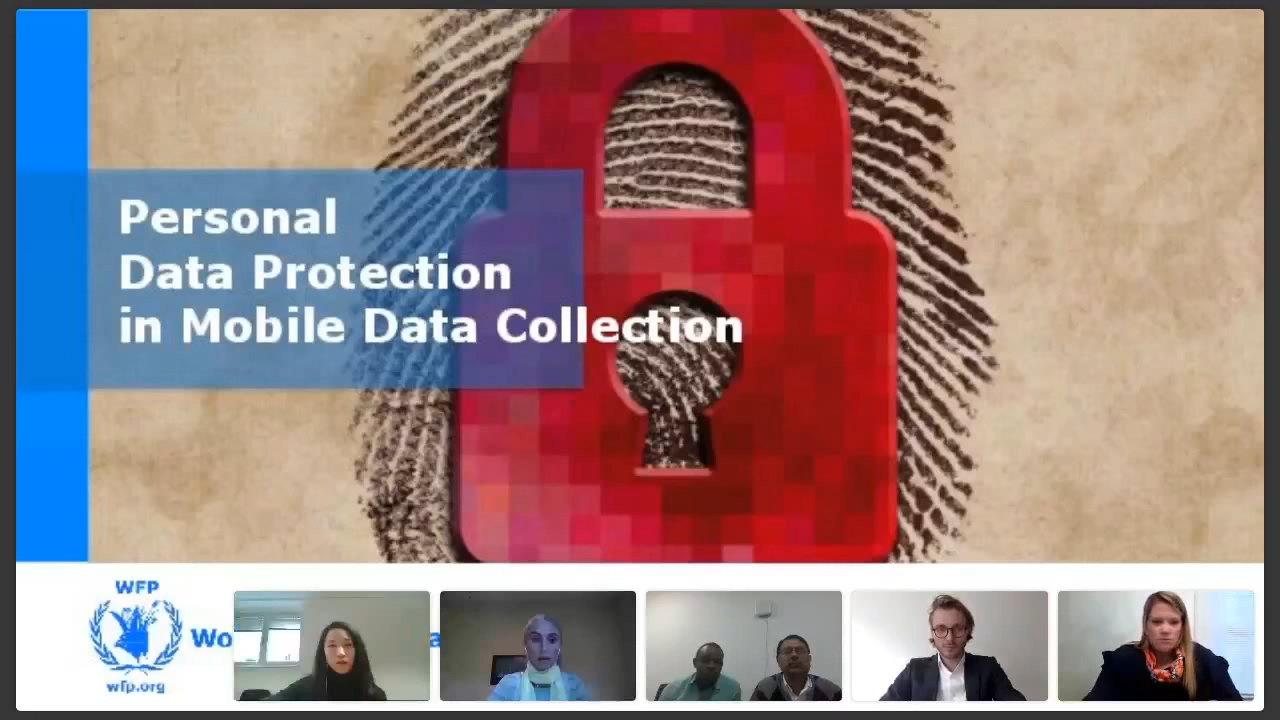 Personal
Data Protection
in Mobile Data Collection
WFP
wfp.org